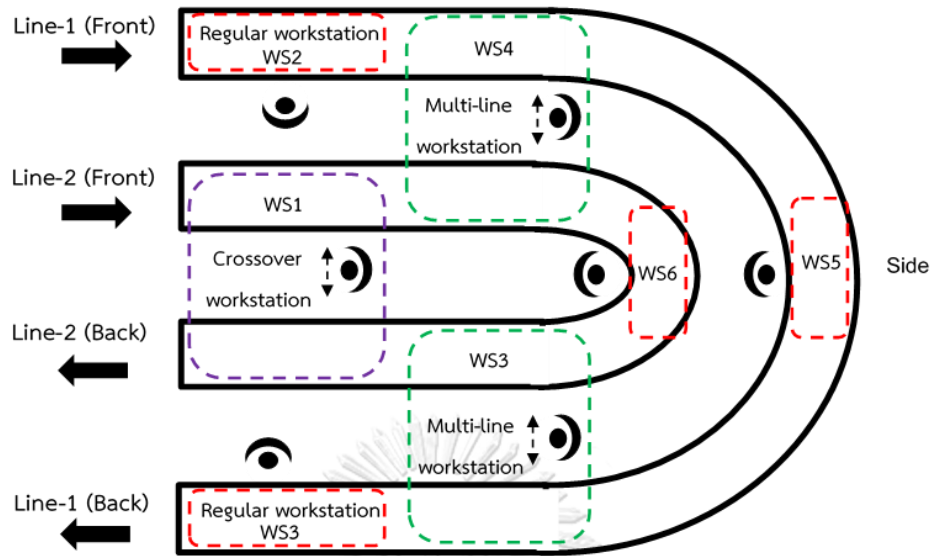 Line-1 (Front)
Regular workstation
WS2
WS4
Multi-line
workstation
Line-2 (Front)
WS1
Crossover
workstation
WS6
WS5
Side
Line-2 (Back)
WS3
Multi-line
workstation
Line-1 (Back)
Regular workstation
WS3